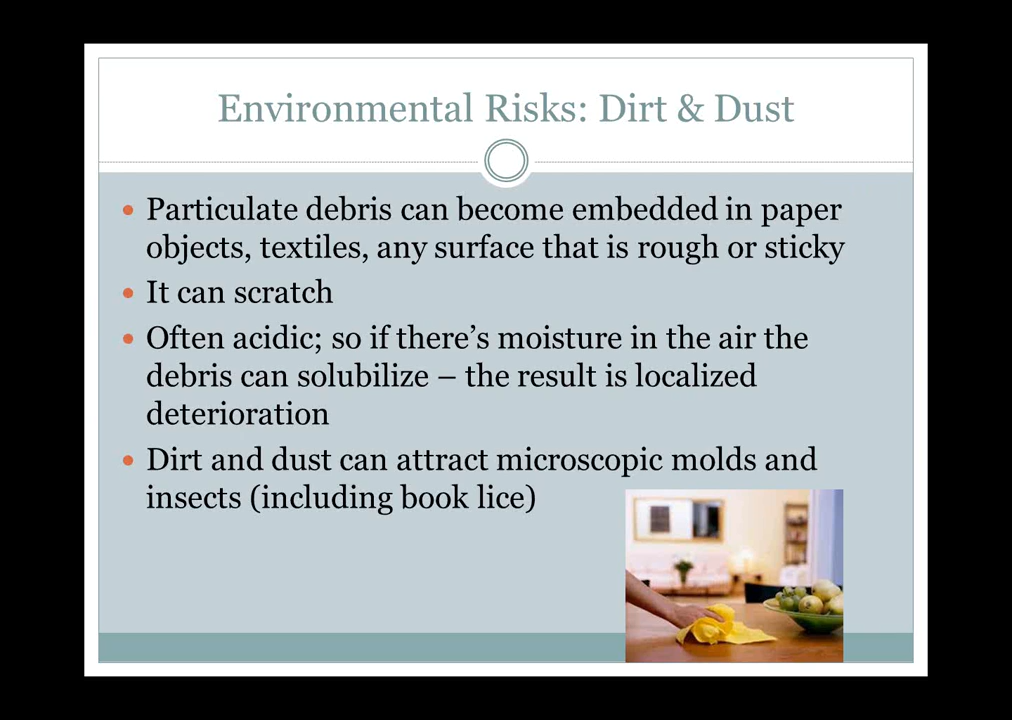 Environmental Risks: Dirt & Dust
Particulate debris can become embedded in paper
objects, textiles, any surface that is rough or sticky
It can scratch
Often acidic; so if there’s moisture in the air the
debris can solubilize – the result is localized
deterioration
Dirt and dust can attract microscopic molds and
insects (including book lice)